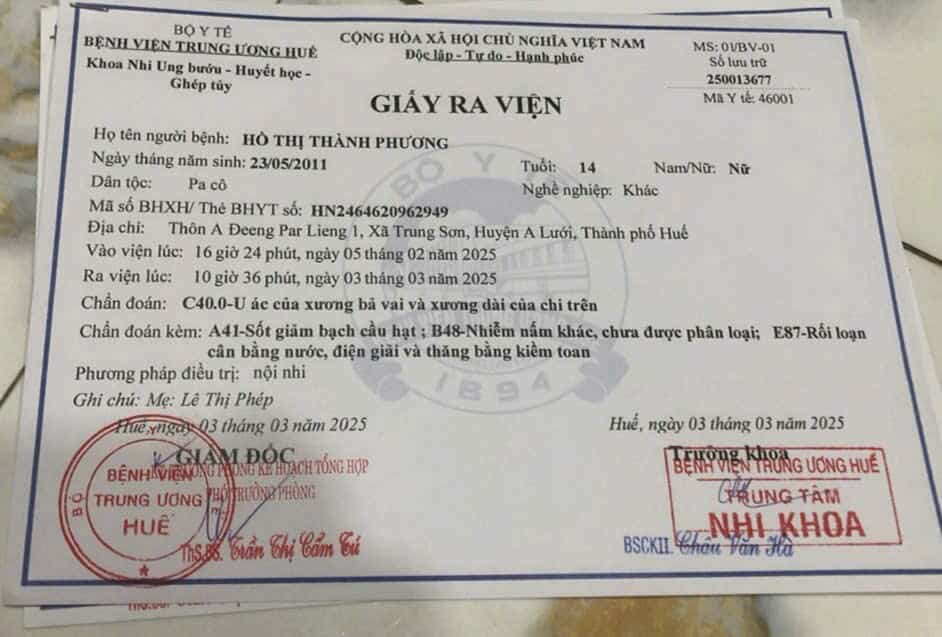 BỘ Y TẾ
BỆNH VIỆN TRUNG ƯƠNG HUẾ
Khoa Nhi Ung bướu - Huyết học -
Ghép tủy
CỘNG HÒA XÃ HỘI CHỦ NGHĨA VIỆT NAM
Độc lập - Tự do - Hạnh phúc
MS: 01/BV-01
Số lưu trữ
250013677
Mã Y tế: 46001
GIẤY RA VIỆN
Họ tên người bệnh: HỒ THỊ THÀNH PHƯƠNG
Ngày tháng năm sinh: 23/05/2011 Tuổi: 14 Nam/Nữ: Nữ
Dân tộc: Pa cô Nghề nghiệp: Khác
Mã số BHXH/ Thẻ BHYT số: HN2464620962949
Địa chỉ: Thôn A Đeeng Par Lieng 1, Xã Trung Sơn, Huyện A Lưới, Thành phố Huế
Vào viện lúc: 16 giờ 24 phút, ngày 05 tháng 02 năm 2025
Ra viện lúc: 10 giờ 36 phút, ngày 03 tháng 03 năm 2025
Chẩn đoán: C40.0-U ác của xương bả vai và xương dài của chi trên
Chẩn đoán kèm: A41-Sốt giảm bạch cầu hạt ; B48-Nhiễm nấm khác, chưa được phân loại; E87-Rối loạn
cân bằng nước, điện giải và thăng bằng kiềm toan
Phương pháp điều trị: nội nhi
Ghi chú: Mẹ: Lê Thị Phép
Huế, ngày 03 tháng 03 năm 2025
GIÁM ĐỐC
TRƯỞNG PHÒNG KẾ HOẠCH TỔNG HỢP
PHÓ TRƯỞNG PHÒNG
BỆNH VIỆN
TRUNG ƯƠNG
HUẾ
ThS.BS. Trần Thị Cẩm Tú
Huế, ngày 03 tháng 03 năm 2025
Trưởng khoa
BỆNH VIỆN TRUNG ƯƠNG HUẾ
TRUNG TÂM
NHI KHOA
BSCKII. Châu Văn Hà
BỘ Y TẾ
1894